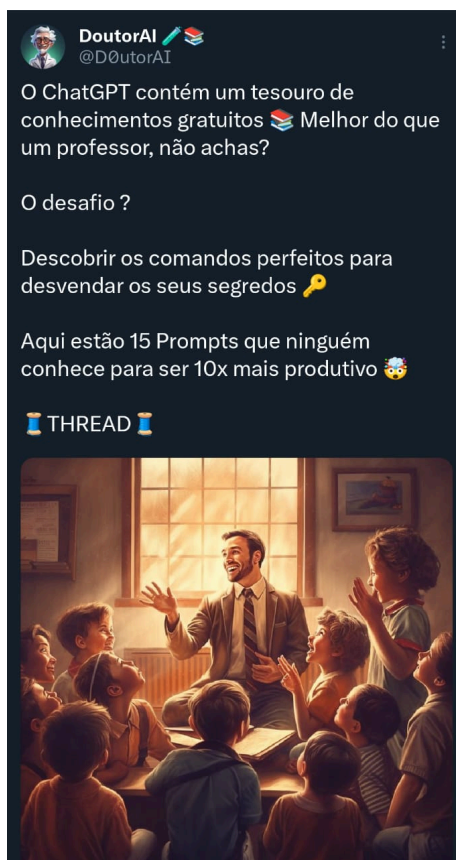 DoutorAI 🧪📚
@D0utorAI
O ChatGPT contém um tesouro de
conhecimentos gratuitos 📚 Melhor do que
um professor, não achas?
O desafio ?
Descobrir os comandos perfeitos para
desvendar os seus segredos 🔑
Aqui estão 15 Prompts que ninguém
conhece para ser 10x mais produtivo 🤯
🧵THREAD🧵